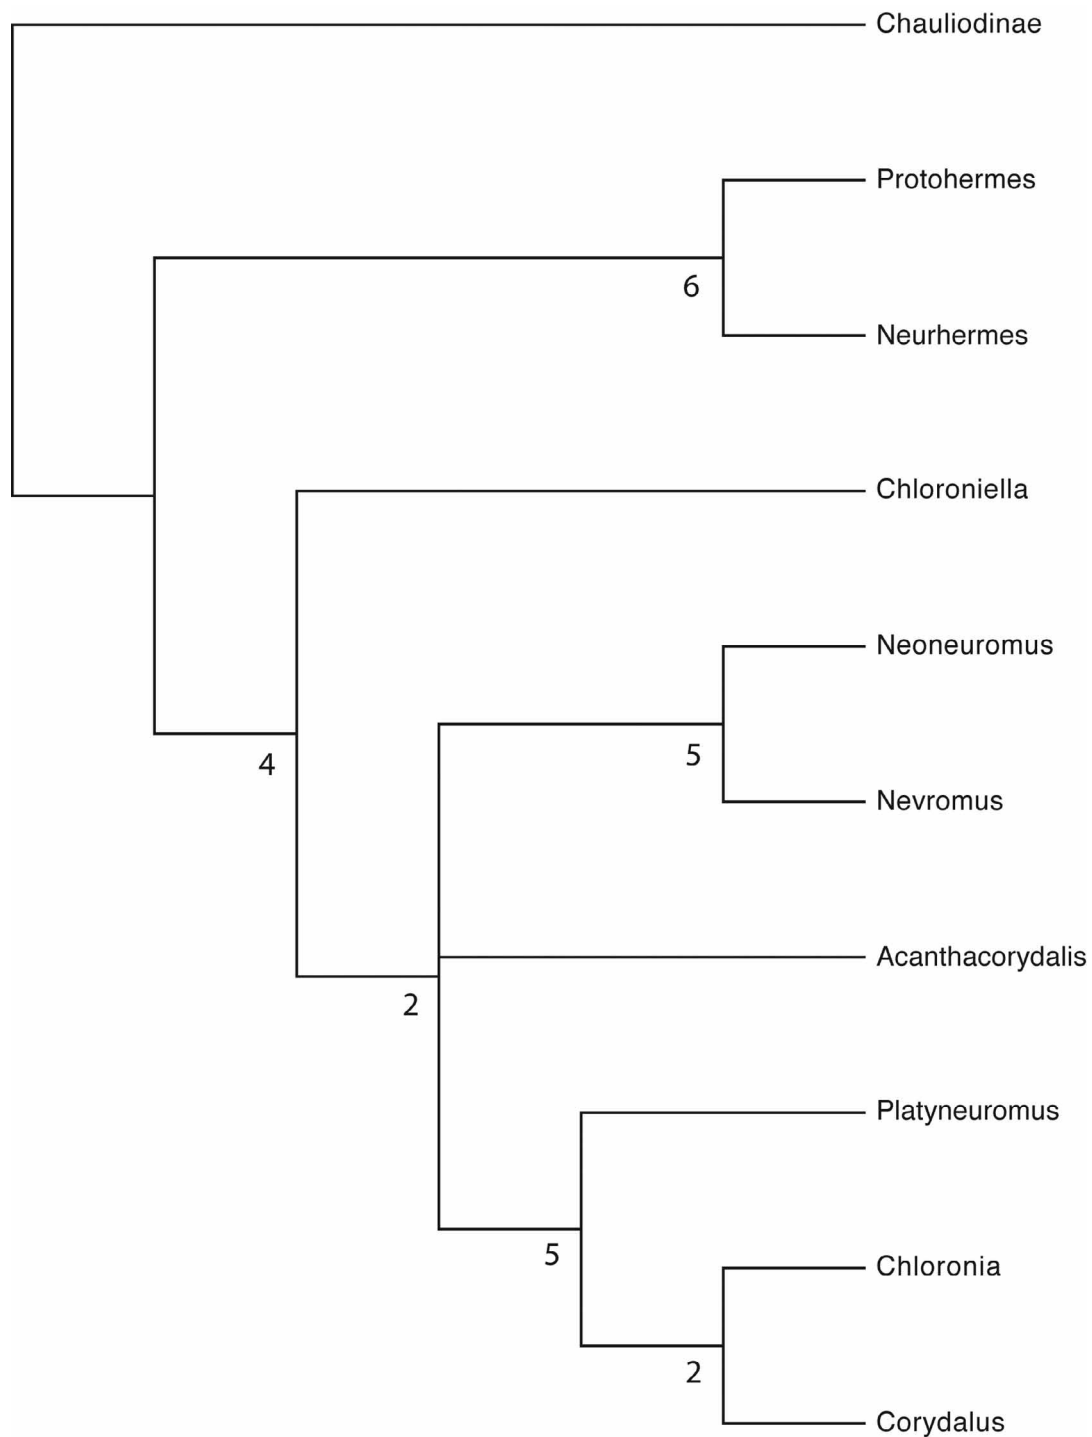 Chauliodinae
Protohermes
6
Neurhermes
Chloroniella
Neoneuromus
5
Nevromus
4
Acanthacorydalis
2
Platyneuromus
5
Chloronia
2
Corydalus